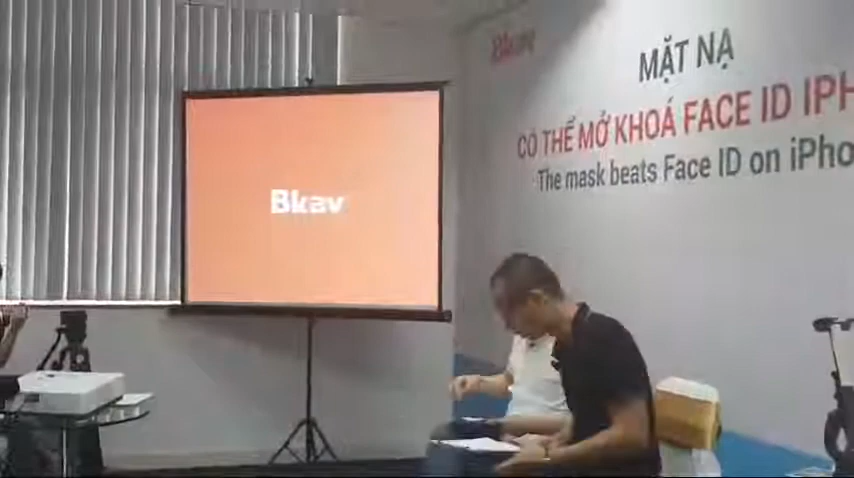 Bkav
Bkav
MẶT NẠ
CÓ THỂ MỞ KHOÁ FACE ID
The mask beats Face ID on